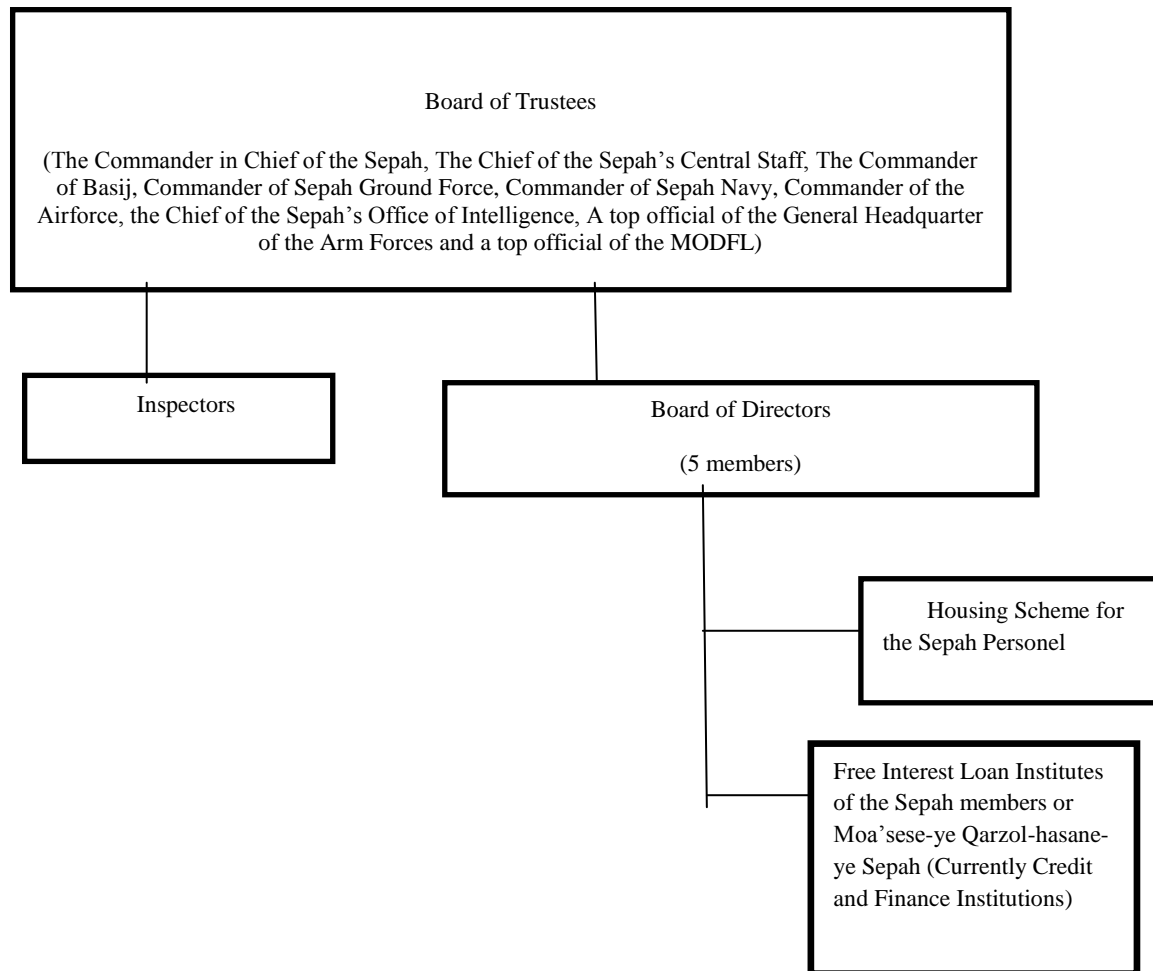 Board of Trustees
(The Commander in Chief of the Sepah, The Chief of the Sepah’s Central Staff, The Commander
of Basij, Commander of Sepah Ground Force, Commander of Sepah Navy, Commander of the
Airforce, the Chief of the Sepah’s Office of Intelligence, A top official of the General Headquarter
of the Arm Forces and a top official of the MODFL)
Inspectors
Board of Directors
(5 members)
Housing Scheme for
the Sepah Personel
Free Interest Loan Institutes
of the Sepah members or
Moa’sese-ye Qarzol-hasane-
ye Sepah (Currently Credit
and Finance Institutions)